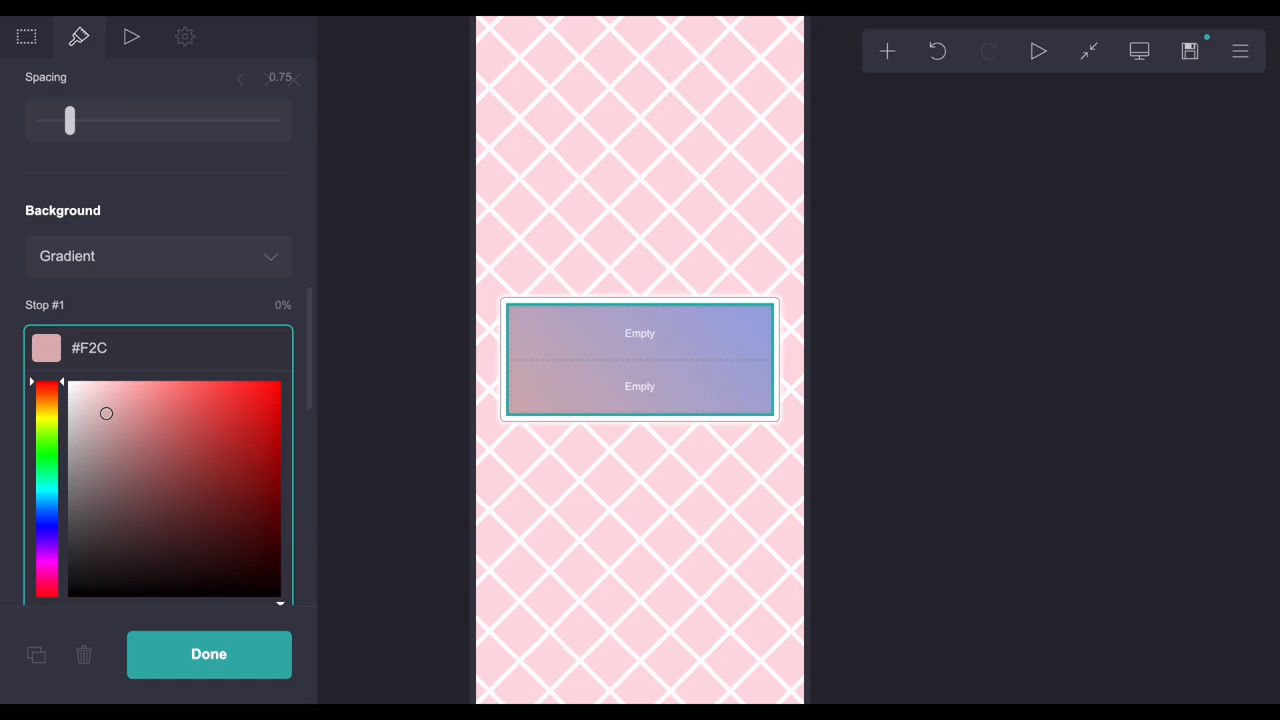 Spacing
0.75
Background
Gradient
Stop #1
0%
#F2C
Done
Empty
Empty